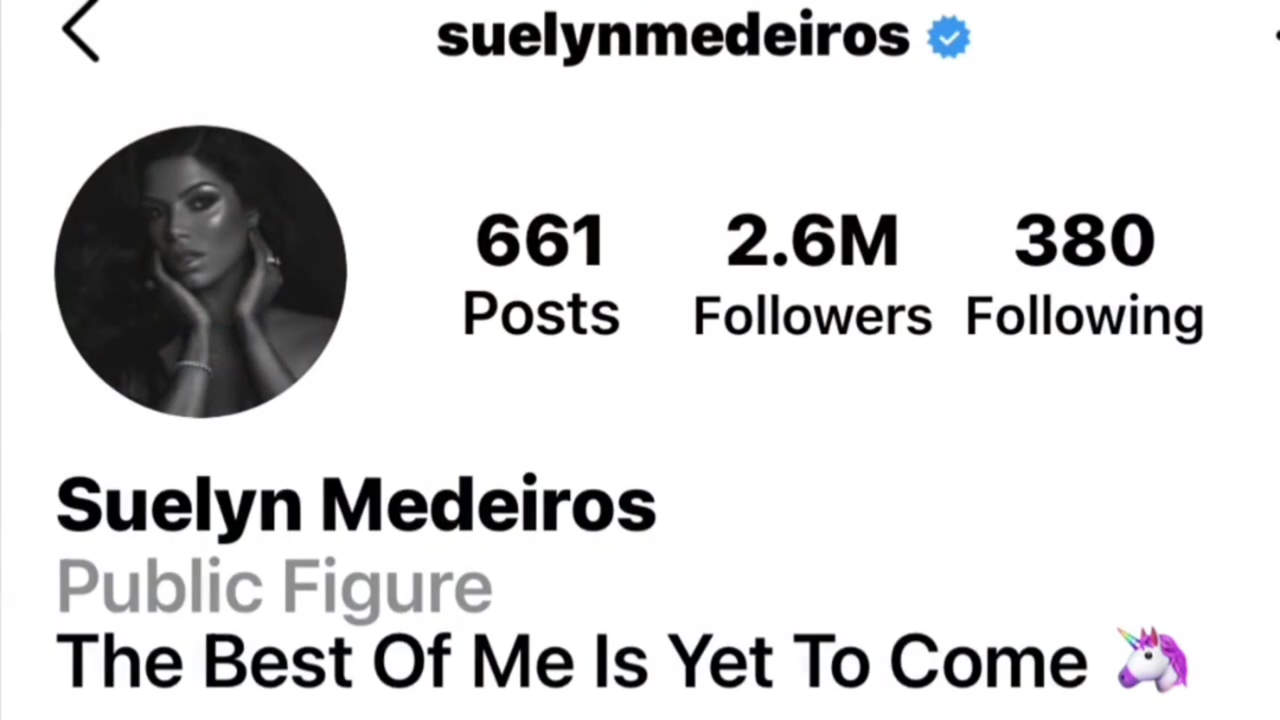 suelynmedeiros
661 2.6M 380
Posts Followers Following
Suelyn Medeiros
Public Figure
The Best Of Me Is Yet To Come 🦄